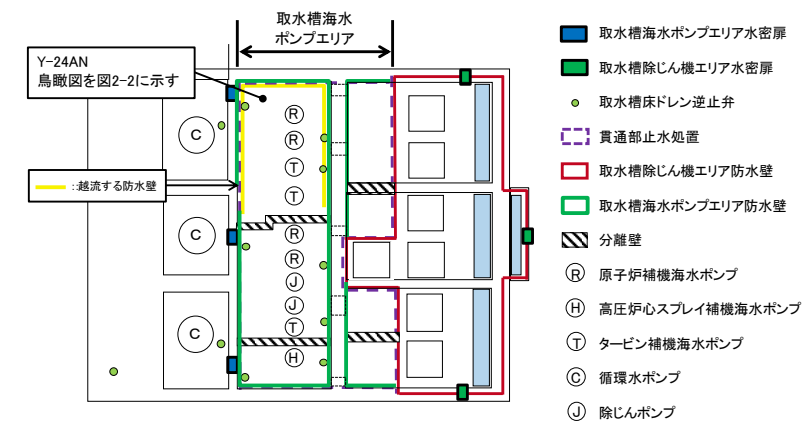 取水槽海水
ポンプエリア
Y-24AN
鳥瞰図を図2-2に示す
::越流する防水壁
C
C
C
R
R
T
T
R
R
J
J
T
H
取水槽海水ポンプエリア水密扉
取水槽除じん機エリア水密扉
取水槽床ドレン逆止弁
貫通部止水処置
取水槽除じん機エリア防水壁
取水槽海水ポンプエリア防水壁
分離壁
R 原子炉補機海水ポンプ
H 高圧炉心スプレイ補機海水ポンプ
T タービン補機海水ポンプ
C 循環水ポンプ
J 除じんポンプ